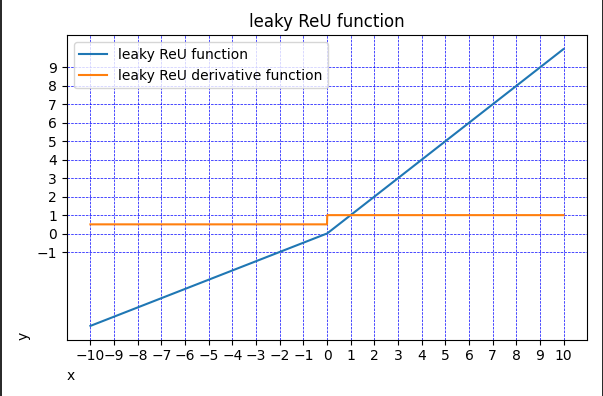 leaky ReU function
leaky ReU function
leaky ReU derivative function
9
8
7
6
5
4
3
2
1
0
−1
y
−10 −9 −8 −7 −6 −5 −4 −3 −2 −1 0 1 2 3 4 5 6 7 8 9 10
x